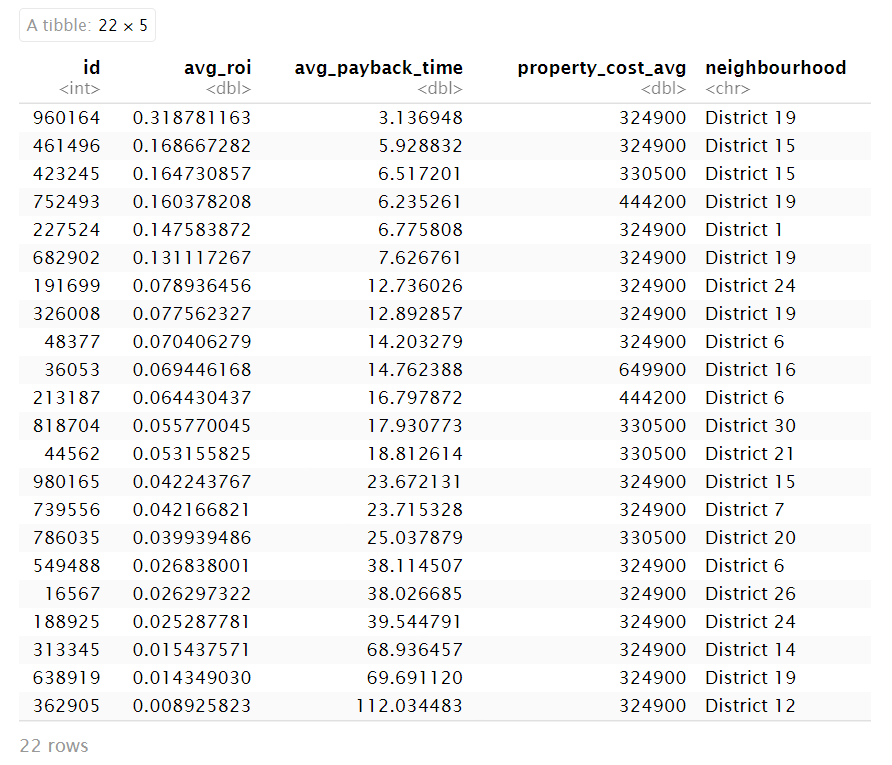 A tibble: 22 × 5
id avg_roi avg_payback_time property_cost_avg neighbourhood
<int> <dbl> <dbl> <dbl> <chr>
960164 0.318781163 3.136948 324900 District 19
461496 0.168667282 5.928832 324900 District 15
423245 0.164730857 6.517201 330500 District 15
752493 0.160378208 6.235261 444200 District 19
227524 0.147583872 6.775808 324900 District 1
682902 0.131117267 7.626761 324900 District 19
191699 0.078936456 12.736026 324900 District 24
326008 0.077562327 12.892857 324900 District 19
48377 0.070406279 14.203279 324900 District 6
36053 0.069446168 14.762388 649900 District 16
213187 0.064430437 16.797872 444200 District 6
818704 0.055770045 17.930773 330500 District 30
44562 0.053155825 18.812614 330500 District 21
980165 0.042243767 23.672131 324900 District 15
739556 0.042166821 23.715328 324900 District 7
786035 0.039939486 25.037879 330500 District 20
549488 0.026838001 38.114507 324900 District 6
16567 0.026297322 38.026685 324900 District 26
188925 0.025287781 39.544791 324900 District 24
313345 0.015437571 68.936457 324900 District 14
638919 0.014349030 69.691120 324900 District 19
362905 0.008925823 112.034483 324900 District 12
22 rows